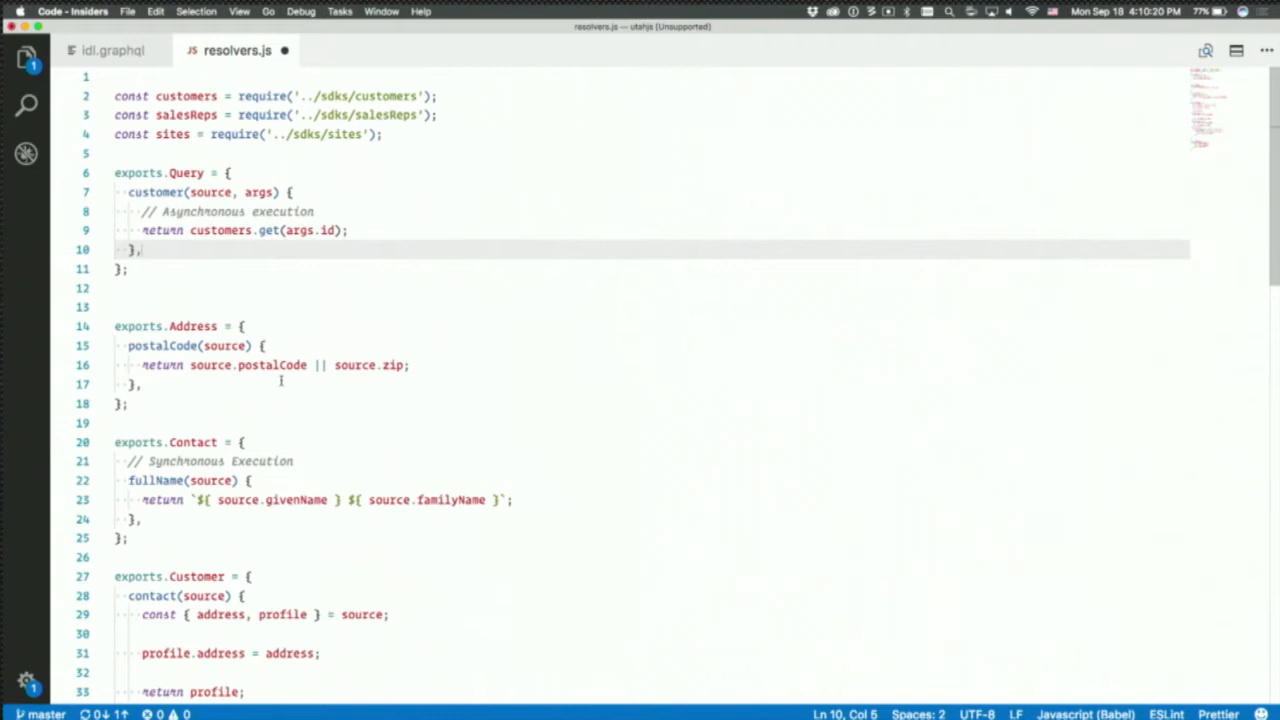 Code - Insiders File Edit Selection View Go Debug Tasks Window Help Mon Sep 18 4:10:20 PM 77%
resolvers.js — utahjs [Unsupported]
idl.graphql JS resolvers.js
1
2 const customers = require('../sdks/customers');
3 const salesReps = require('../sdks/salesReps');
4 const sites = require('../sdks/sites');
5
6 exports.Query = {
7 customer(source, args) {
8 // Asynchronous execution
9 return customers.get(args.id);
10 },
11 };
12
13
14 exports.Address = {
15 postalCode(source) {
16 return source.postalCode || source.zip;
17 },
18 };
19
20 exports.Contact = {
21 // Synchronous Execution
22 fullName(source) {
23 return `${ source.givenName } ${ source.familyName }`;
24 },
25 };
26
27 exports.Customer = {
28 contact(source) {
29 const { address, profile } = source;
30
31 profile.address = address;
32
33 return profile;
1
1
master 0↓ 1↑ 0 0 Ln 10, Col 5 Spaces: 2 UTF-8 LF Javascript (Babel) ESLint Prettier